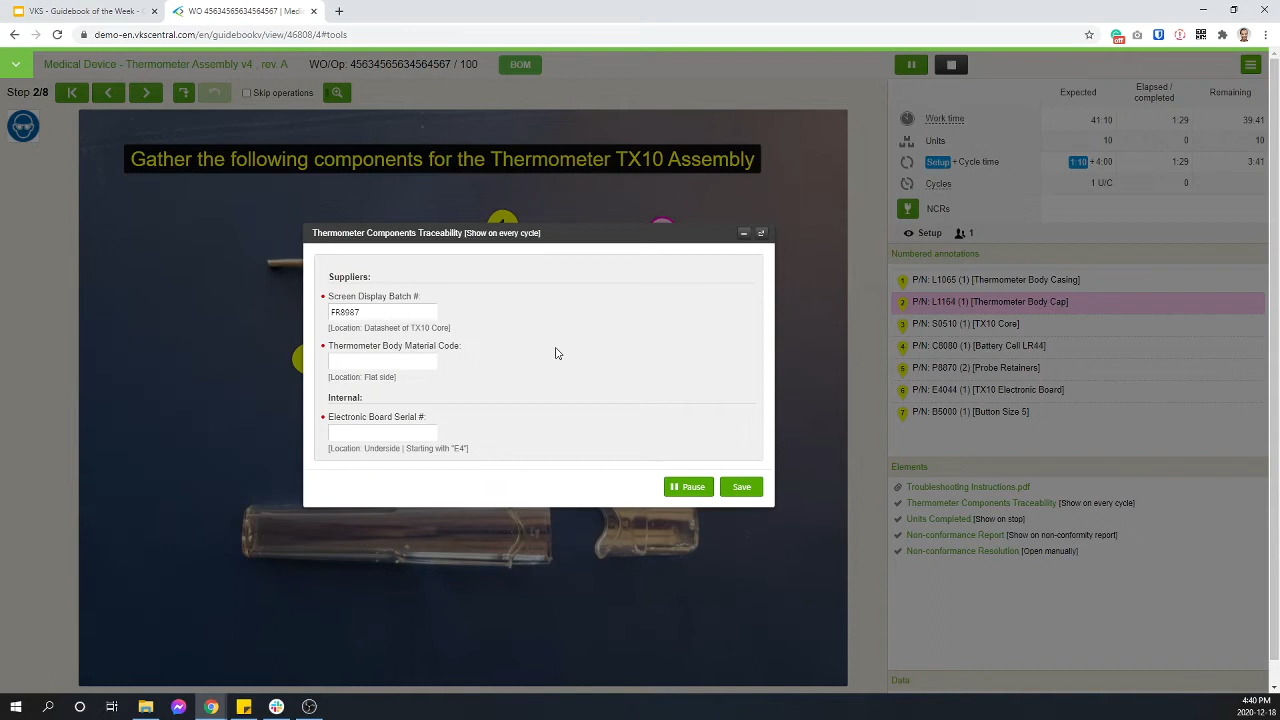 VKS - Guidebook of the Week - C
WO 45634565634564567 | Medi
demo-en.vkscentral.com/en/guidebookv/view/46808/4#tools
Medical Device - Thermometer Assembly v4 , rev. A
WO/Op: 45634565634564567 / 100
BOM
Step 2/8
Skip operations
Gather the following components for the Thermometer TX10 Assembly
Thermometer Components Traceability [Show on every cycle]
Suppliers:
Screen Display Batch #:
FR8987
[Location: Datasheet of TX10 Core]
Thermometer Body Material Code:
[Location: Flat side]
Internal:
Electronic Board Serial #:
[Location: Underside | Starting with "E4"]
Pause
Save
Expected
Elapsed / completed
Remaining
Work time
41:10
1:29
39:41
Units
10
0
10
Setup + Cycle time
1:10 + 4:00
1:29
3:41
Cycles
1 U/C
0
NCRs
Setup
1
Numbered annotations
1 P/N: L1065 (1) [Thermometer Body Casing]
2 P/N: L1164 (1) [Thermometer Body Cap]
3 P/N: S0510 (1) [TX10 Core]
4 P/N: C8080 (1) [Battery Cell LR44]
5 P/N: P8870 (2) [Probe Retainers]
6 P/N: E4044 (1) [TX10 Electronic Board]
7 P/N: B5000 (1) [Button Size 5]
Elements
Troubleshooting Instructions.pdf
Thermometer Components Traceability [Show on every cycle]
Units Completed [Show on stop]
Non-conformance Report [Show on non-conformity report]
Non-conformance Resolution [Open manually]
Data
4:40 PM
2020-12-18